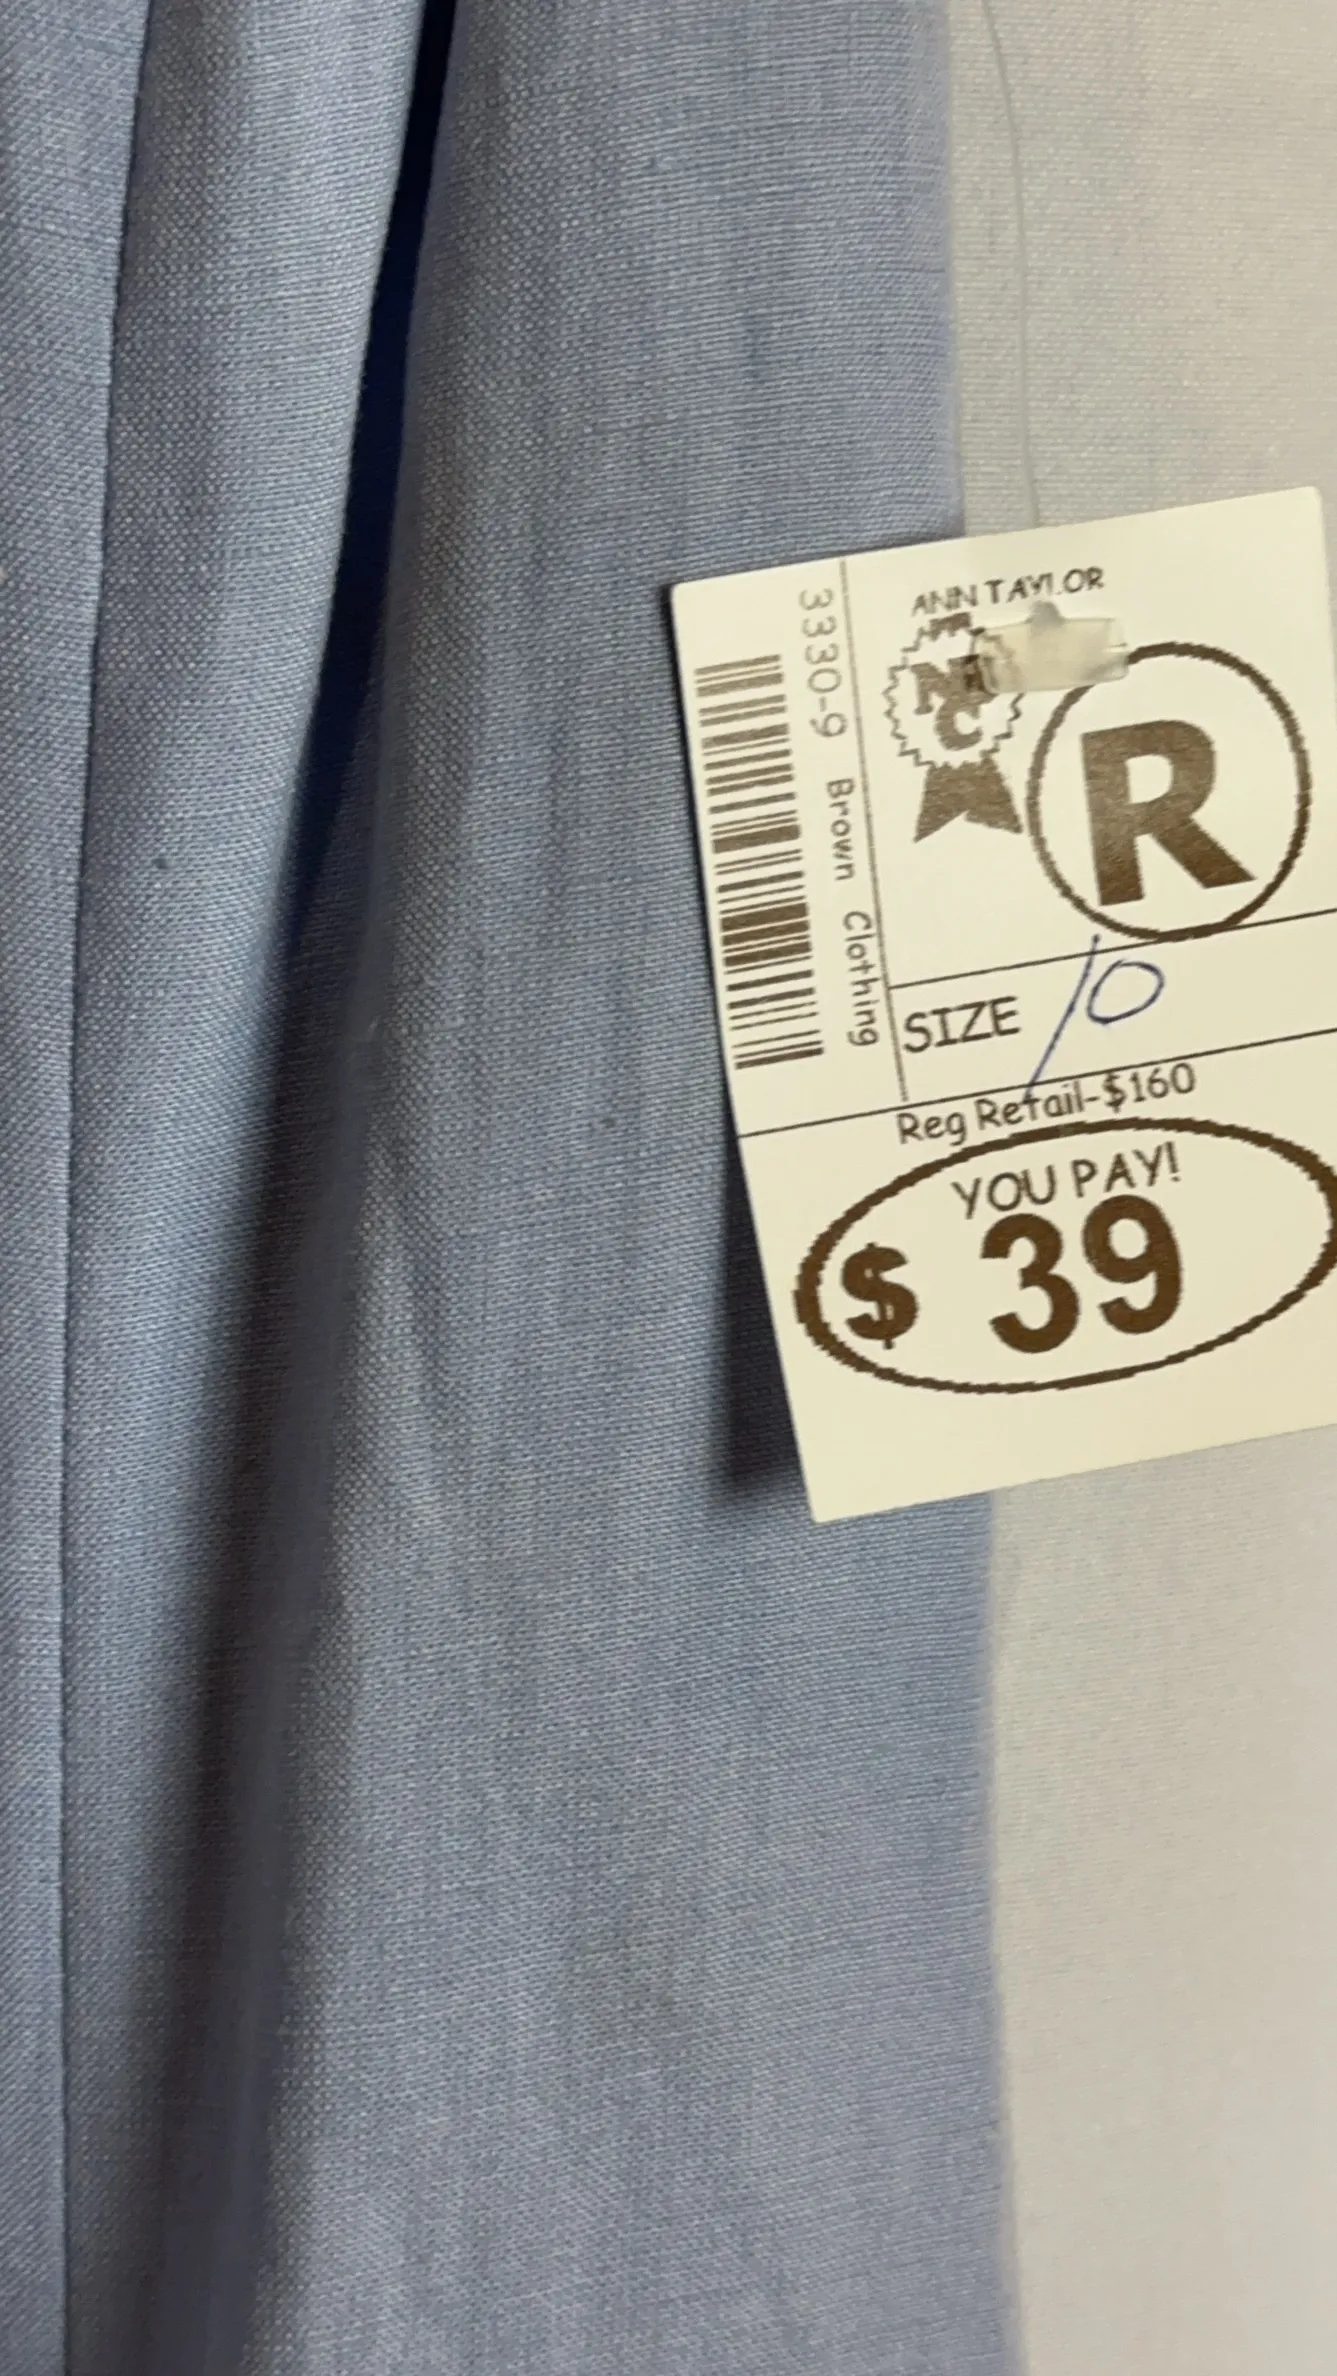 ANN TAYLOR
NC
R
3330-9 Brown Clothing
SIZE 10
Reg Retail-$160
YOU PAY!
$ 39